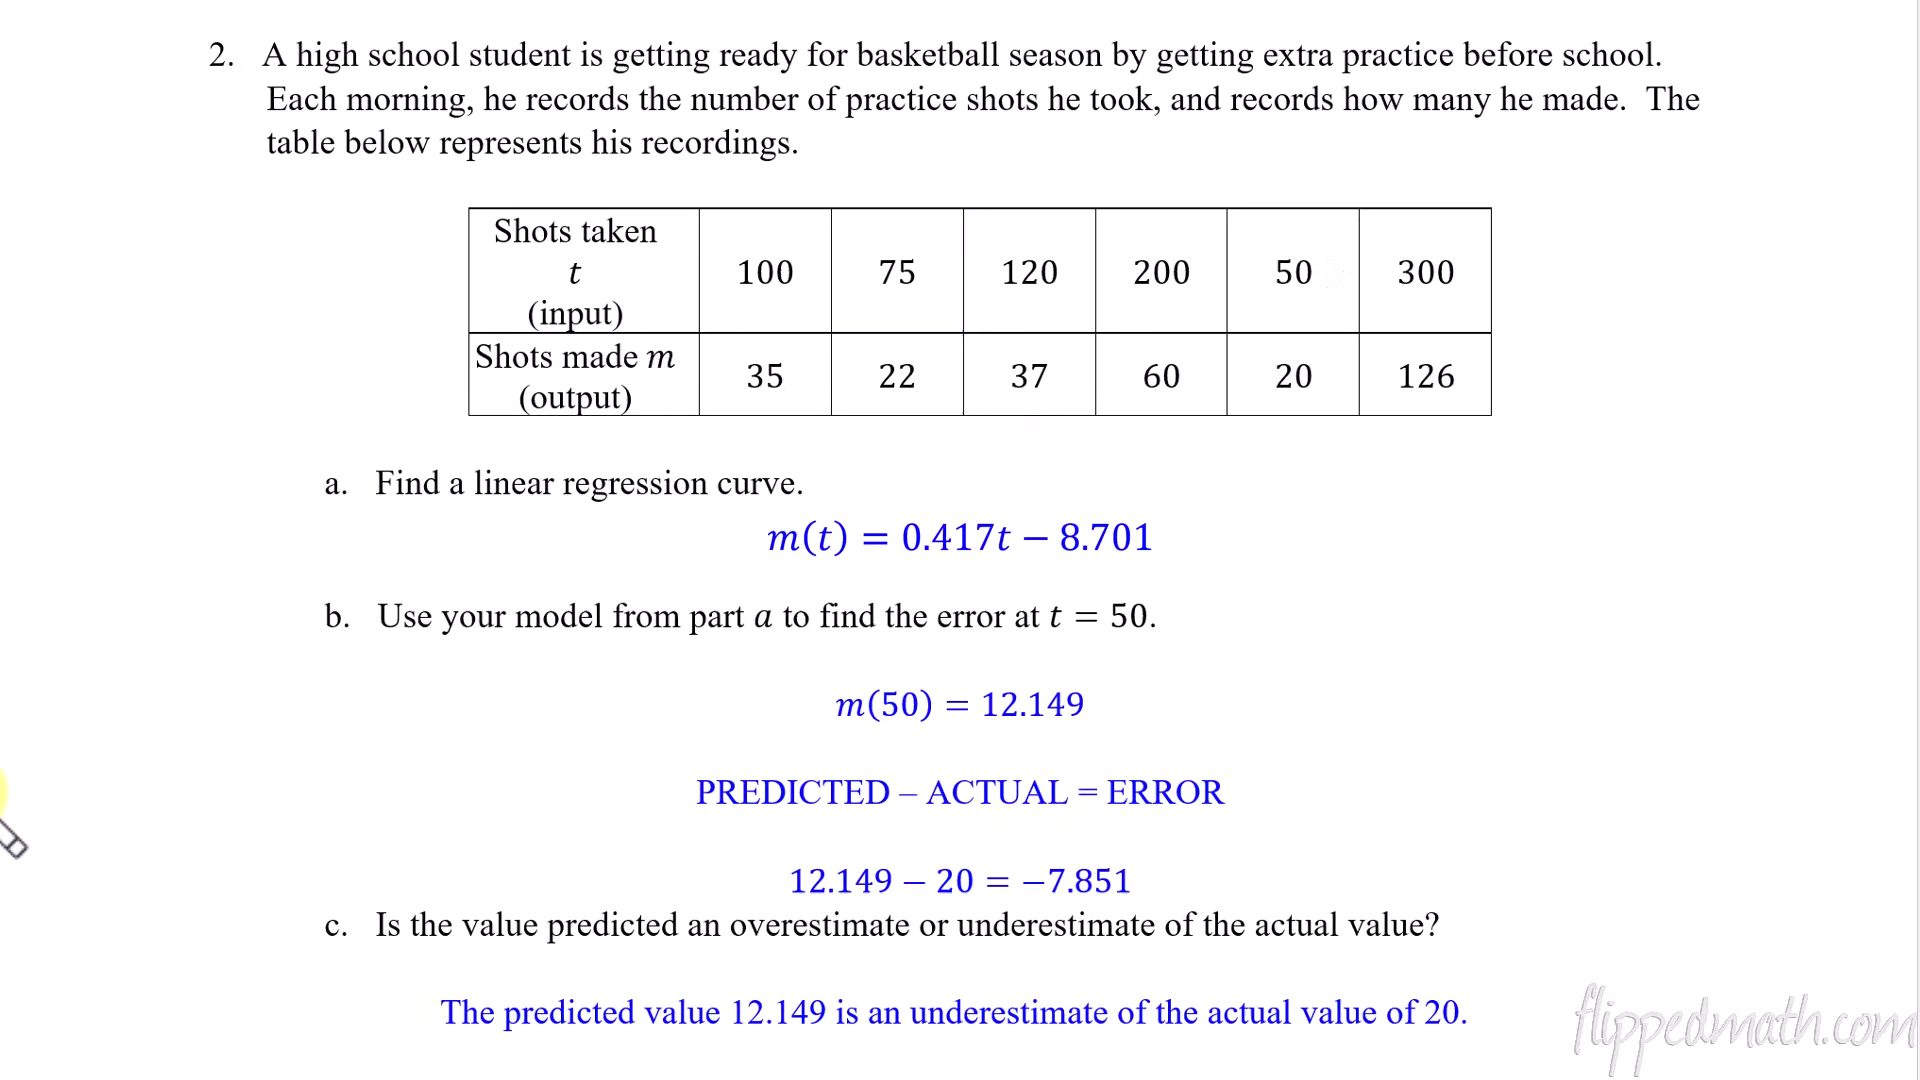 2. A high school student is getting ready for basketball season by getting extra practice before school.
Each morning, he records the number of practice shots he took, and records how many he made. The
table below represents his recordings.
Shots taken
t
(input)
100 75 120 200 50 300
Shots made m
(output)
35 22 37 60 20 126
a. Find a linear regression curve.
m(t) = 0.417t − 8.701
b. Use your model from part a to find the error at t = 50.
m(50) = 12.149
PREDICTED – ACTUAL = ERROR
12.149 − 20 = −7.851
c. Is the value predicted an overestimate or underestimate of the actual value?
The predicted value 12.149 is an underestimate of the actual value of 20.
flippedmath.com